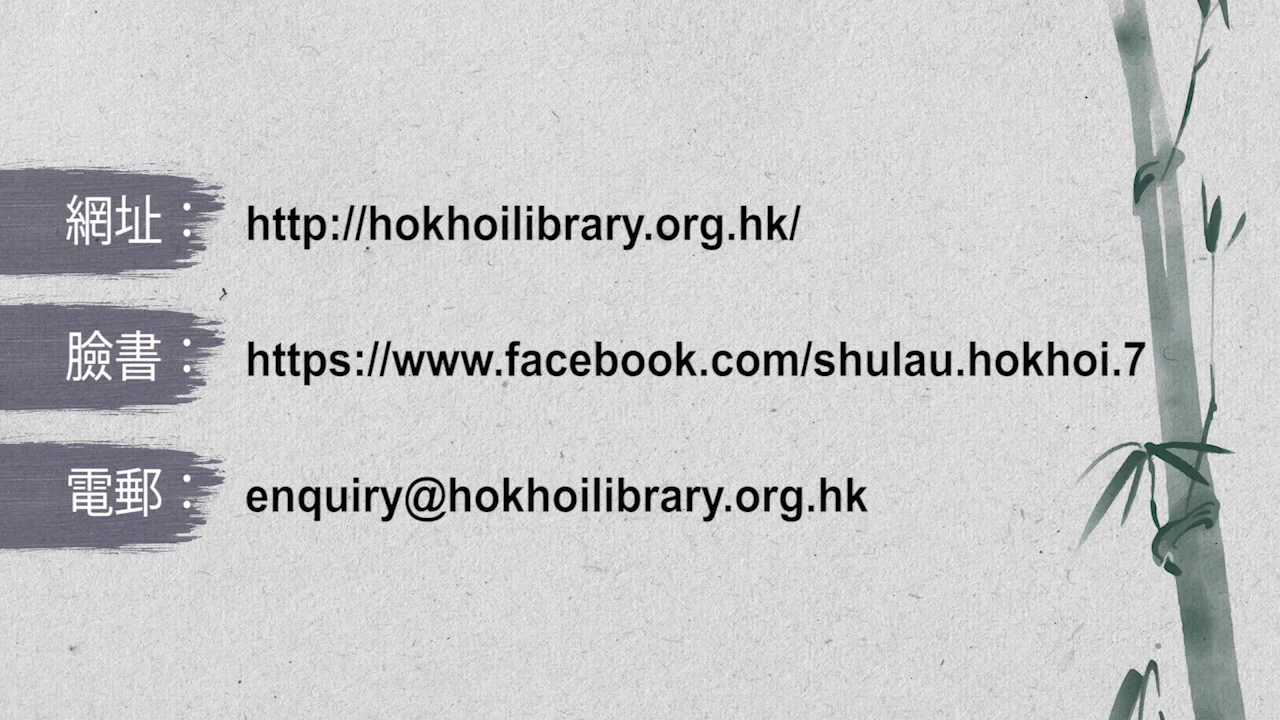 網址：http://hokhoilibrary.org.hk/
臉書：https://www.facebook.com/shulau.hokhoi.7
電郵：enquiry@hokhoilibrary.org.hk